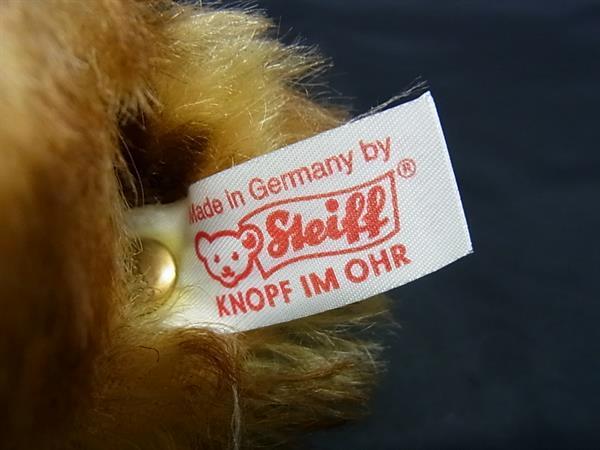 Made in Germany by
Steiff®
KNOPF IM OHR